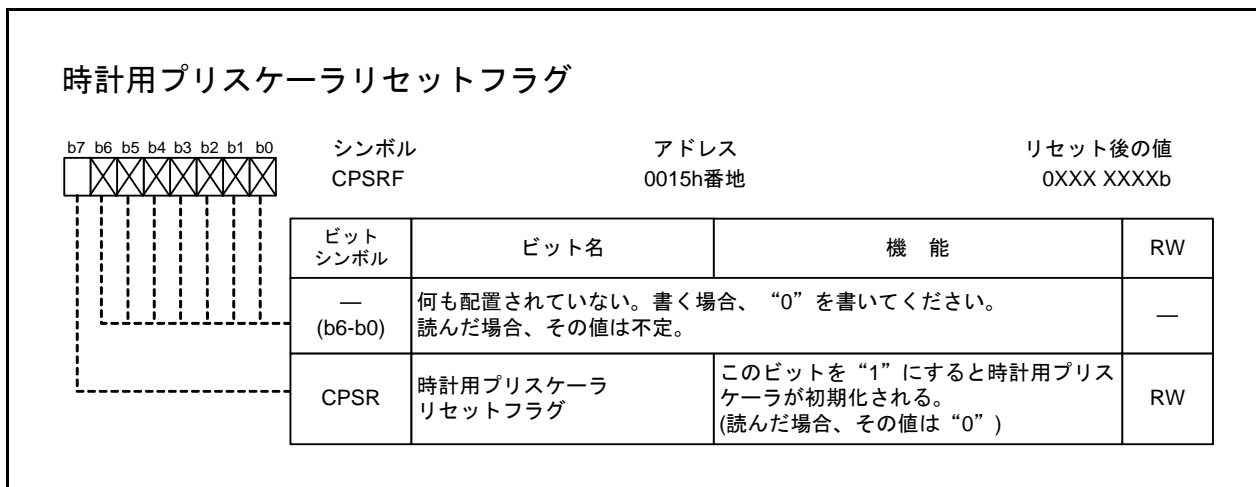 時計用プリスケーラリセットフラグ
b7 b6 b5 b4 b3 b2 b1 b0
シンボル アドレス リセット後の値
CPSRF 0015h番地 0XXX XXXXb
ビット
シンボル
ビット名
機 能
RW
—
(b6-b0)
何も配置されていない。書く場合、“0”を書いてください。
読んだ場合、その値は不定。
—
CPSR
時計用プリスケーラ
リセットフラグ
このビットを“1”にすると時計用プリス
ケーラが初期化される。
(読んだ場合、その値は“0”)
RW